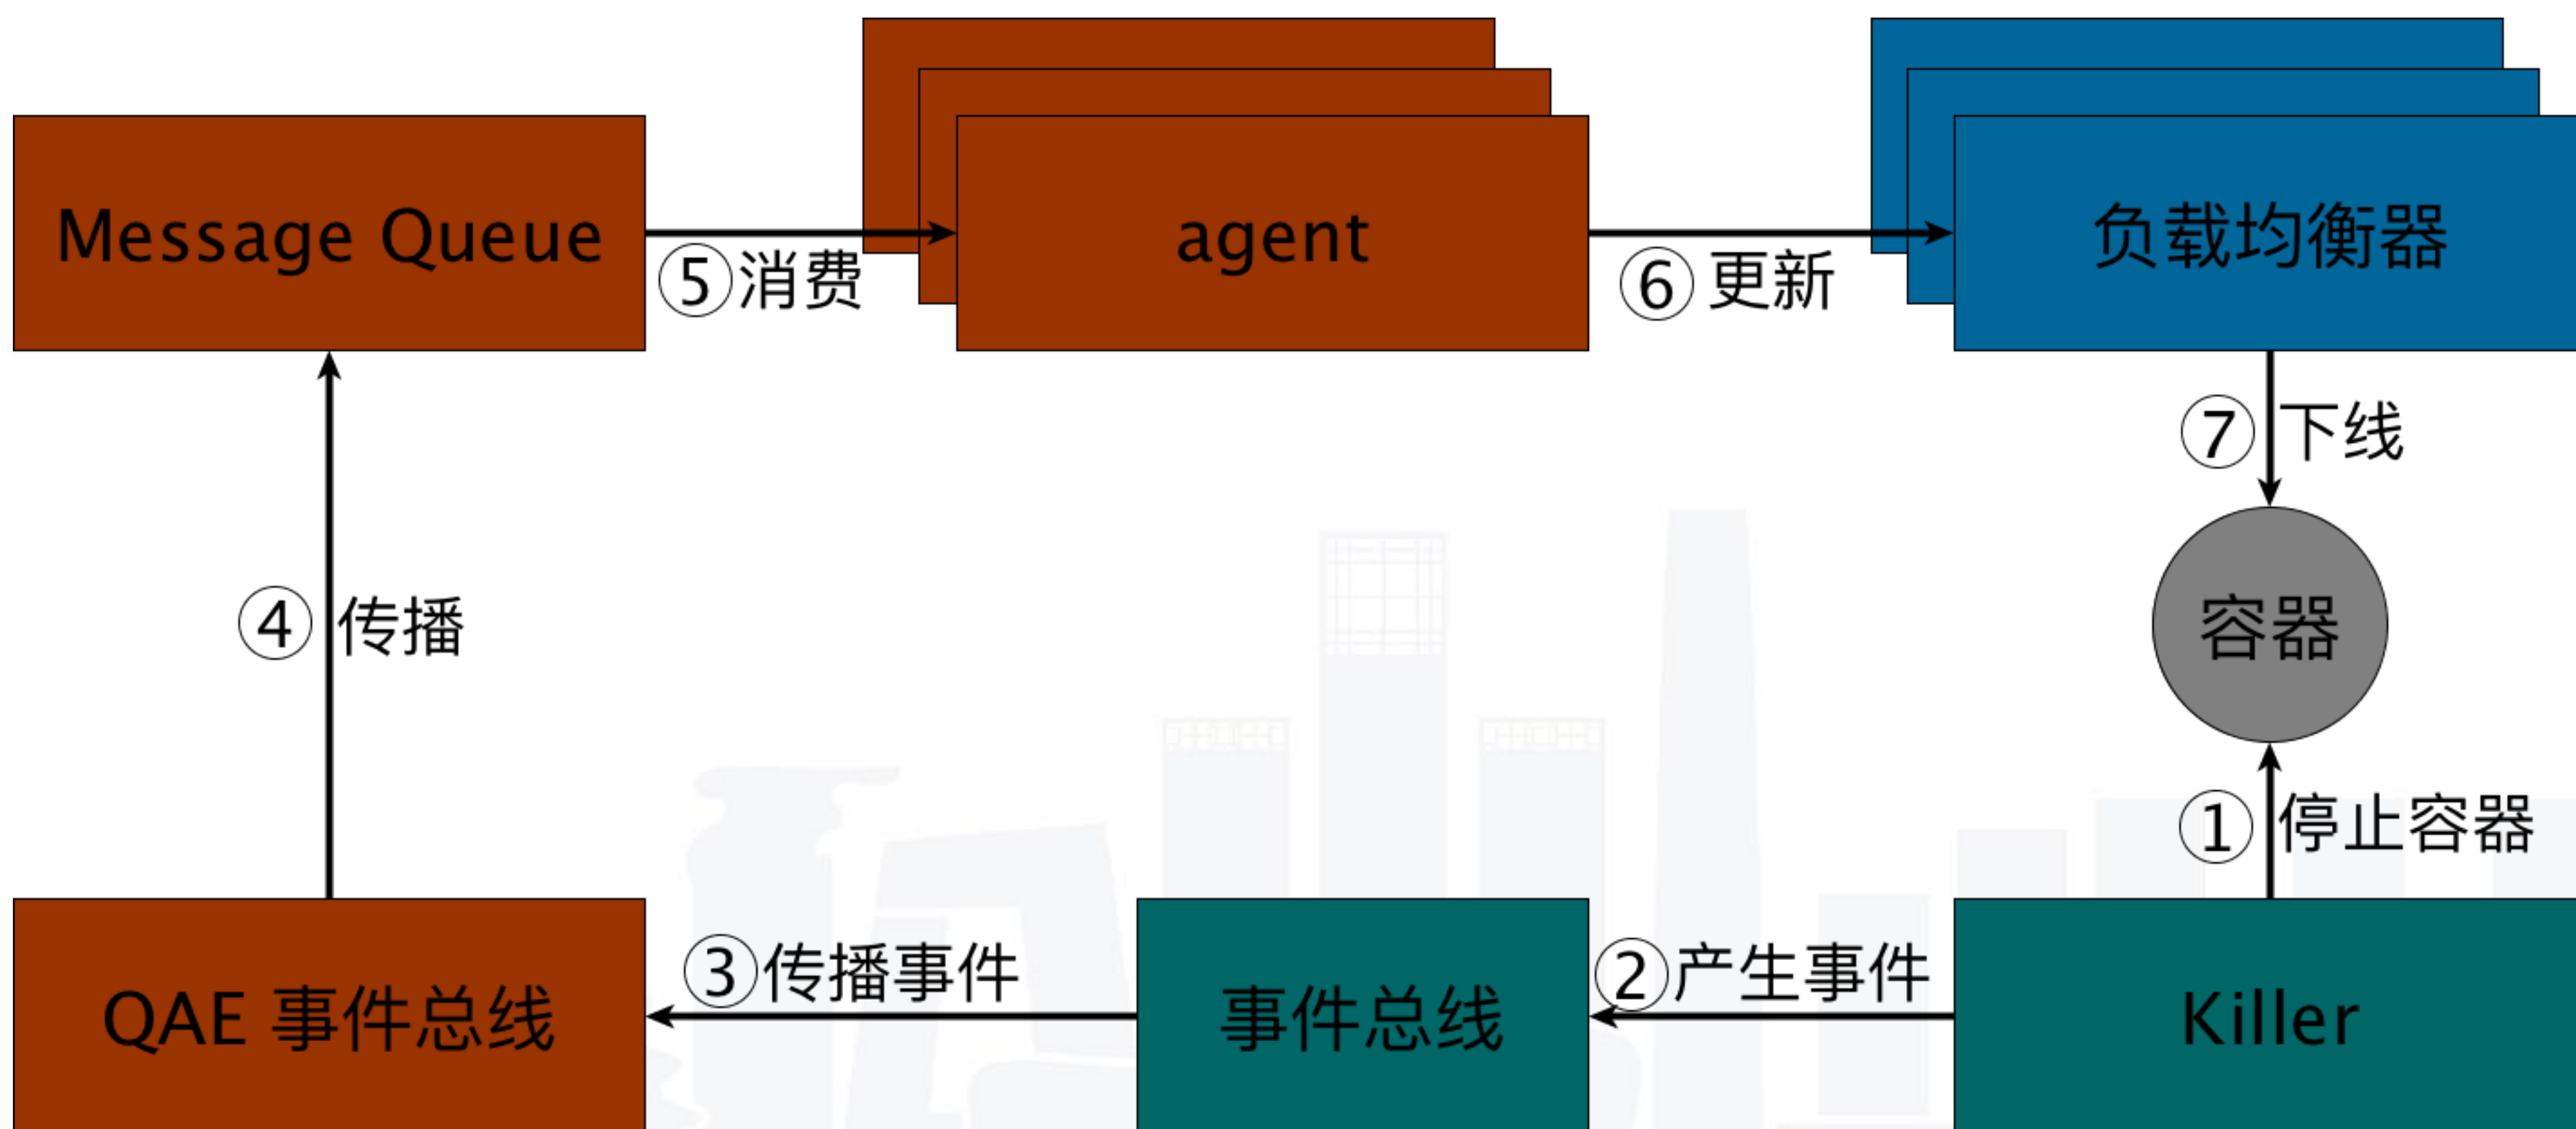 Message Queue
⑤消费
agent
⑥更新
负载均衡器
⑦下线
④传播
容器
①停止容器
QAE 事件总线
③传播事件
事件总线
②产生事件
Killer